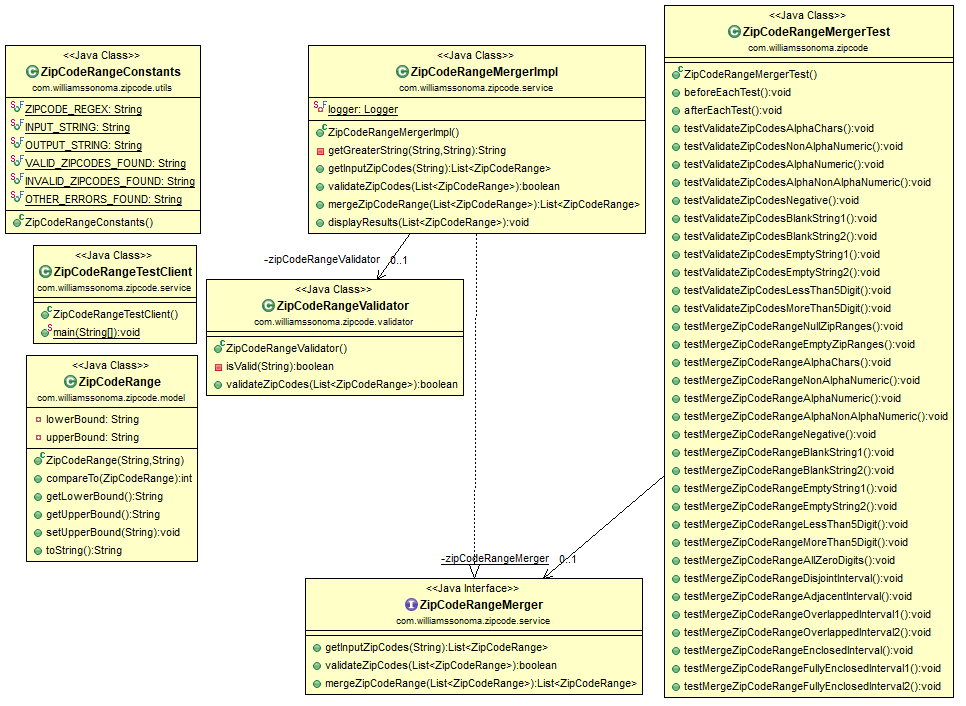 <<Java Class>>
ZipCodeRangeConstants
com.williamssonoma.zipcode.utils
ZIPCODE_REGEX: String
INPUT_STRING: String
OUTPUT_STRING: String
VALID_ZIPCODES_FOUND: String
INVALID_ZIPCODES_FOUND: String
OTHER_ERRORS_FOUND: String
ZipCodeRangeConstants()
<<Java Class>>
ZipCodeRangeTestClient
com.williamssonoma.zipcode.service
ZipCodeRangeTestClient()
main(String[]):void
<<Java Class>>
ZipCodeRange
com.williamssonoma.zipcode.model
lowerBound: String
upperBound: String
ZipCodeRange(String,String)
compareTo(ZipCodeRange):int
getLowerBound():String
getUpperBound():String
setUpperBound(String):void
toString():String
<<Java Class>>
ZipCodeRangeMergerImpl
com.williamssonoma.zipcode.service
logger: Logger
ZipCodeRangeMergerImpl()
getGreaterString(String,String):String
getInputZipCodes(String):List<ZipCodeRange>
validateZipCodes(List<ZipCodeRange>):boolean
mergeZipCodeRange(List<ZipCodeRange>):List<ZipCodeRange>
displayResults(List<ZipCodeRange>):void
-zipCodeRangeValidator 0..1
<<Java Class>>
ZipCodeRangeValidator
com.williamssonoma.zipcode.validator
ZipCodeRangeValidator()
isValid(String):boolean
validateZipCodes(List<ZipCodeRange>):boolean
-zipCodeRangeMerger 0..1
<<Java Interface>>
ZipCodeRangeMerger
com.williamssonoma.zipcode.service
getInputZipCodes(String):List<ZipCodeRange>
validateZipCodes(List<ZipCodeRange>):boolean
mergeZipCodeRange(List<ZipCodeRange>):List<ZipCodeRange>
<<Java Class>>
ZipCodeRangeMergerTest
com.williamssonoma.zipcode
ZipCodeRangeMergerTest()
beforeEachTest():void
afterEachTest():void
testValidateZipCodesAlphaChars():void
testValidateZipCodesNonAlphaNumeric():void
testValidateZipCodesAlphaNumeric():void
testValidateZipCodesAlphaNonAlphaNumeric():void
testValidateZipCodesNegative():void
testValidateZipCodesBlankString1():void
testValidateZipCodesBlankString2():void
testValidateZipCodesEmptyString1():void
testValidateZipCodesEmptyString2():void
testValidateZipCodesLessThan5Digit():void
testValidateZipCodesMoreThan5Digit():void
testMergeZipCodeRangeNullZipRanges():void
testMergeZipCodeRangeEmptyZipRanges():void
testMergeZipCodeRangeAlphaChars():void
testMergeZipCodeRangeNonAlphaNumeric():void
testMergeZipCodeRangeAlphaNumeric():void
testMergeZipCodeRangeAlphaNonAlphaNumeric():void
testMergeZipCodeRangeNegative():void
testMergeZipCodeRangeBlankString1():void
testMergeZipCodeRangeBlankString2():void
testMergeZipCodeRangeEmptyString1():void
testMergeZipCodeRangeEmptyString2():void
testMergeZipCodeRangeLessThan5Digit():void
testMergeZipCodeRangeMoreThan5Digit():void
testMergeZipCodeRangeAllZeroDigits():void
testMergeZipCodeRangeDisjointInterval():void
testMergeZipCodeRangeAdjacentInterval():void
testMergeZipCodeRangeOverlappedInterval1():void
testMergeZipCodeRangeOverlappedInterval2():void
testMergeZipCodeRangeEnclosedInterval():void
testMergeZipCodeRangeFullyEnclosedInterval1():void
testMergeZipCodeRangeFullyEnclosedInterval2():void